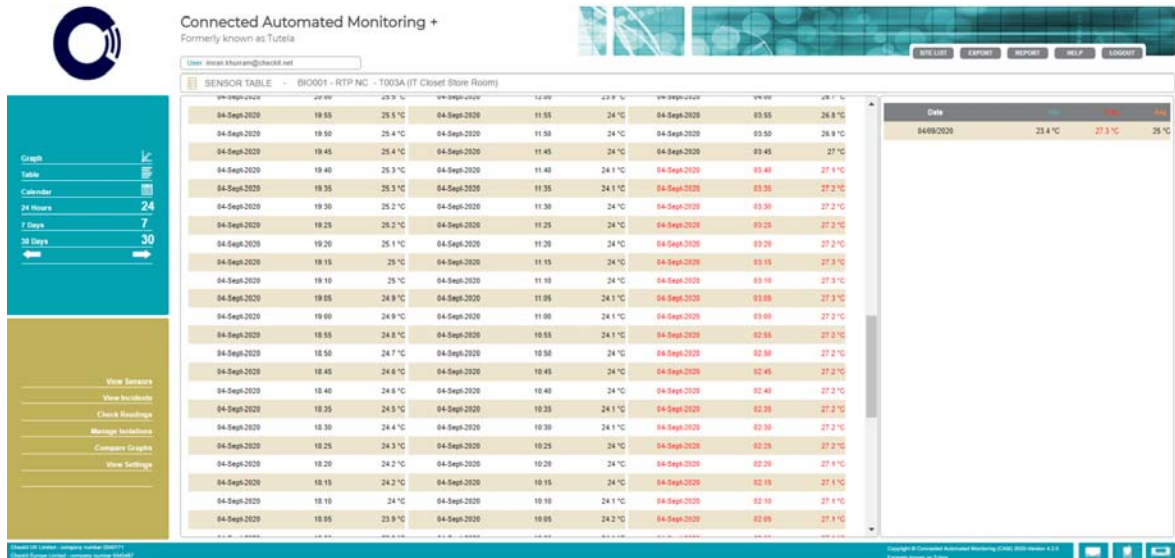 Connected Automated Monitoring +
Formerly known as Tutela
User imran.khurram@checkit.net
SITE LIST EXPORT REPORT HELP LOGOUT
SENSOR TABLE - BIO001 - RTP NC - T003A (IT Closet Store Room)
Graph
Table
Calendar
24 Hours 24
7 Days 7
30 Days 30
View Sensors
View Incidents
Check Readings
Manage Isolations
Compare Graphs
View Settings
04-Sept-2020 19:55 25.5 °C 04-Sept-2020 11:55 24 °C 04-Sept-2020 03:55 26.8 °C
04-Sept-2020 19:50 25.4 °C 04-Sept-2020 11:50 24 °C 04-Sept-2020 03:50 26.9 °C
04-Sept-2020 19:45 25.4 °C 04-Sept-2020 11:45 24 °C 04-Sept-2020 03:45 27 °C
04-Sept-2020 19:40 25.3 °C 04-Sept-2020 11:40 24.1 °C 04-Sept-2020 03:40 27.1 °C
04-Sept-2020 19:35 25.3 °C 04-Sept-2020 11:35 24.1 °C 04-Sept-2020 03:35 27.2 °C
04-Sept-2020 19:30 25.2 °C 04-Sept-2020 11:30 24 °C 04-Sept-2020 03:30 27.2 °C
04-Sept-2020 19:25 25.2 °C 04-Sept-2020 11:25 24 °C 04-Sept-2020 03:25 27.2 °C
04-Sept-2020 19:20 25.1 °C 04-Sept-2020 11:20 24 °C 04-Sept-2020 03:20 27.2 °C
04-Sept-2020 19:15 25 °C 04-Sept-2020 11:15 24 °C 04-Sept-2020 03:15 27.3 °C
04-Sept-2020 19:10 25 °C 04-Sept-2020 11:10 24 °C 04-Sept-2020 03:10 27.3 °C
04-Sept-2020 19:05 24.9 °C 04-Sept-2020 11:05 24.1 °C 04-Sept-2020 03:05 27.3 °C
04-Sept-2020 19:00 24.9 °C 04-Sept-2020 11:00 24.1 °C 04-Sept-2020 03:00 27.2 °C
04-Sept-2020 18:55 24.8 °C 04-Sept-2020 10:55 24.1 °C 04-Sept-2020 02:55 27.2 °C
04-Sept-2020 18:50 24.7 °C 04-Sept-2020 10:50 24 °C 04-Sept-2020 02:50 27.2 °C
04-Sept-2020 18:45 24.6 °C 04-Sept-2020 10:45 24 °C 04-Sept-2020 02:45 27.2 °C
04-Sept-2020 18:40 24.6 °C 04-Sept-2020 10:40 24 °C 04-Sept-2020 02:40 27.2 °C
04-Sept-2020 18:35 24.5 °C 04-Sept-2020 10:35 24.1 °C 04-Sept-2020 02:35 27.2 °C
04-Sept-2020 18:30 24.4 °C 04-Sept-2020 10:30 24.1 °C 04-Sept-2020 02:30 27.2 °C
04-Sept-2020 18:25 24.3 °C 04-Sept-2020 10:25 24 °C 04-Sept-2020 02:25 27.2 °C
04-Sept-2020 18:20 24.2 °C 04-Sept-2020 10:20 24 °C 04-Sept-2020 02:20 27.1 °C
04-Sept-2020 18:15 24.2 °C 04-Sept-2020 10:15 24 °C 04-Sept-2020 02:15 27.1 °C
04-Sept-2020 18:10 24 °C 04-Sept-2020 10:10 24.1 °C 04-Sept-2020 02:10 27.1 °C
04-Sept-2020 18:05 23.9 °C 04-Sept-2020 10:05 24.2 °C 04-Sept-2020 02:05 27.1 °C
Date Avg
04/09/2020 23.4 °C 27.3 °C 25 °C
Checkit UK Limited - company number
Checkit Europe Limited - company number
Copyright © Connected Automated Monitoring (CAM) 2020 Version
Formerly known as Tutela